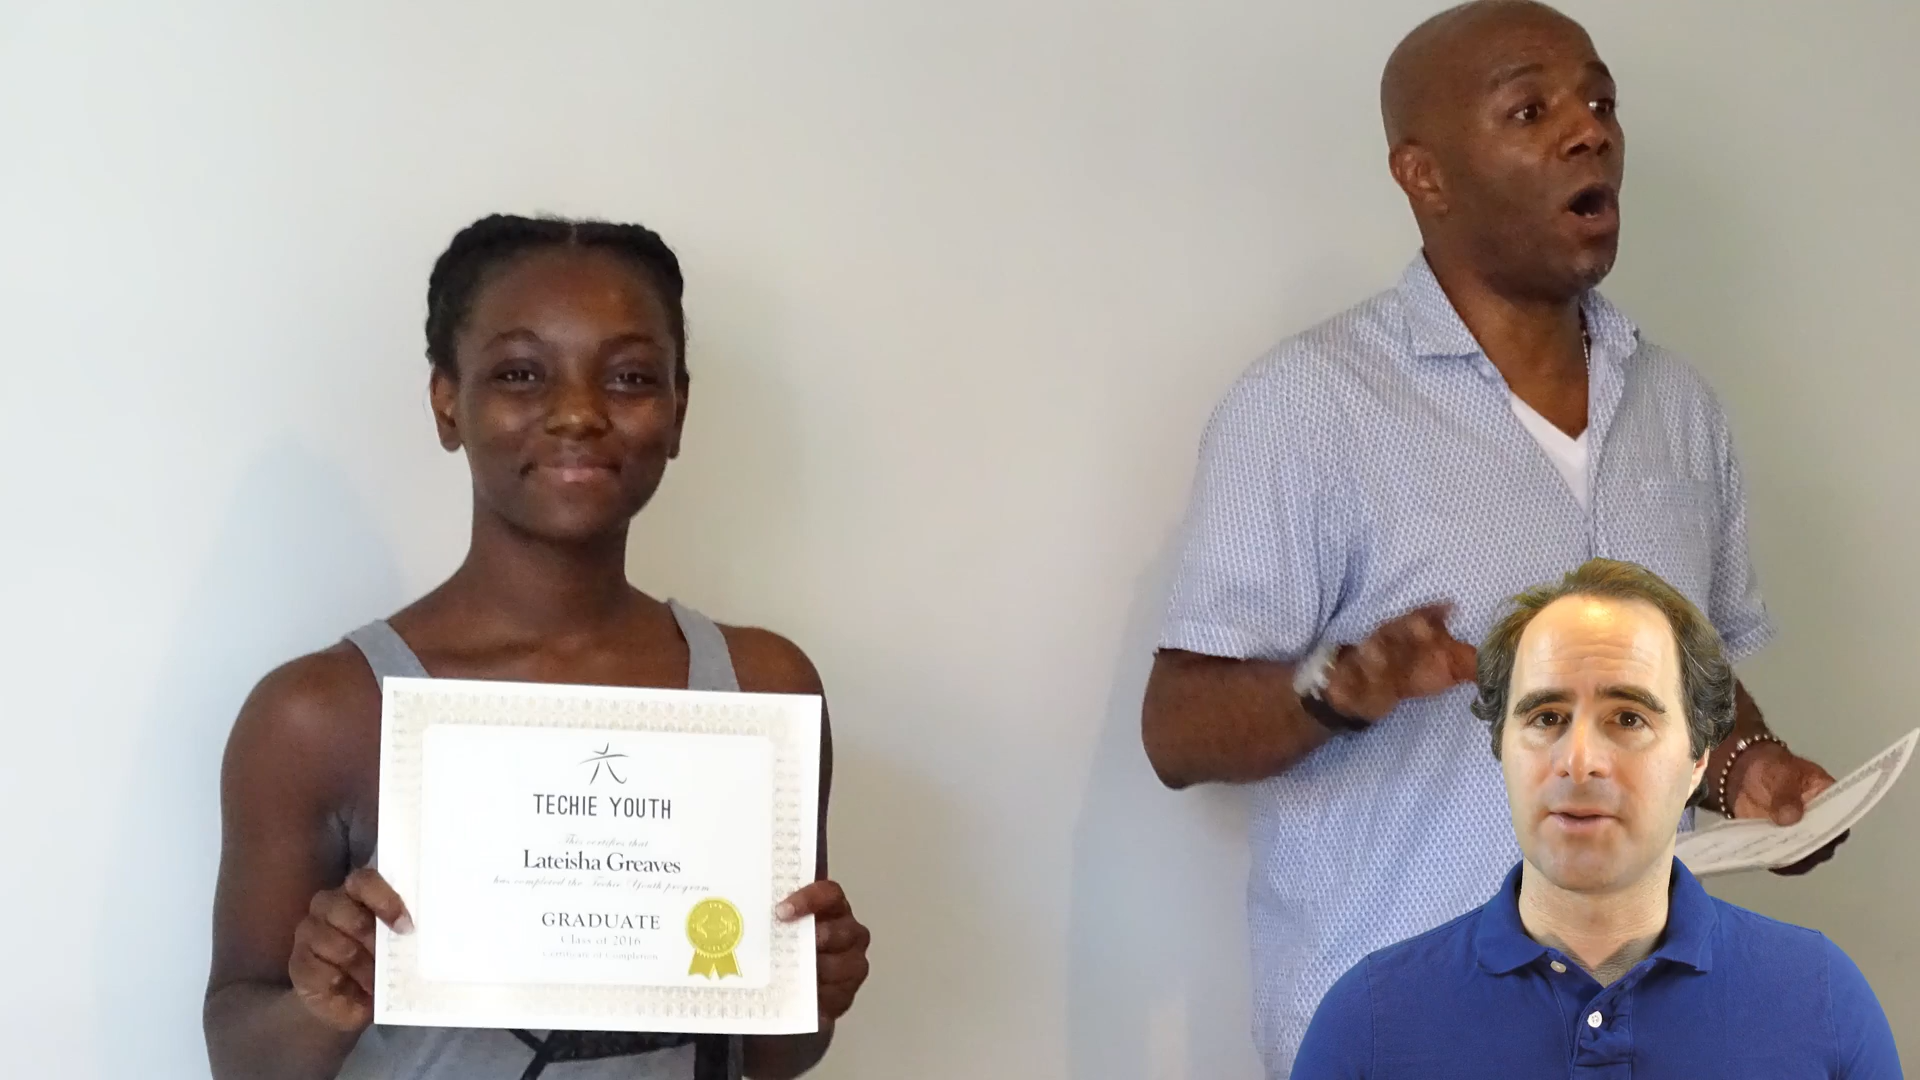 TECHIE YOUTH
This certifies that
Lateisha Greaves
has completed the Techie Youth program
GRADUATE
Class of 2016
Certificate of Completion